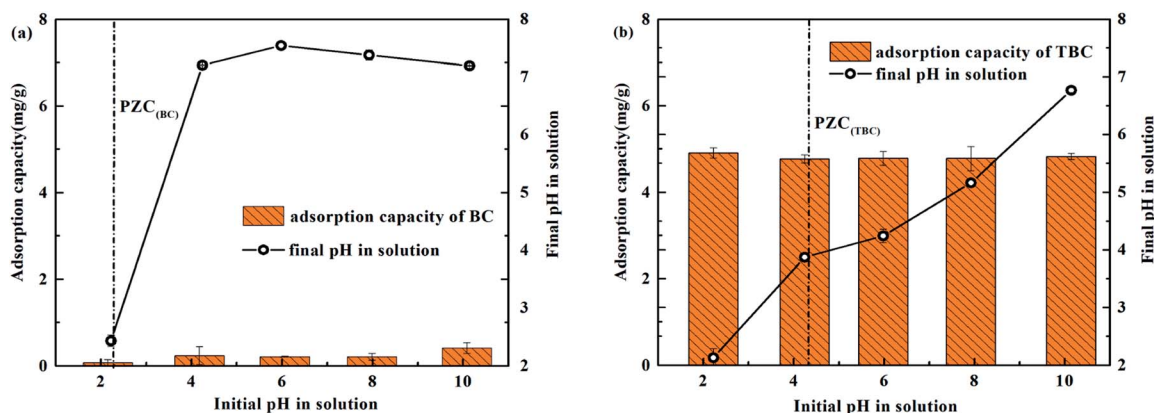 (a)
PZC(BC)
adsorption capacity of BC
final pH in solution
Adsorption capacity(mg/g)
8
6
4
2
0
Final pH in solution
8
7
6
5
4
3
2
2 4 6 8 10
Initial pH in solution
(b)
adsorption capacity of TBC
final pH in solution
PZC(TBC)
Adsorption capacity(mg/g)
8
6
4
2
0
Final pH in solution
8
7
6
5
4
3
2
2 4 6 8 10
Initial pH in solution